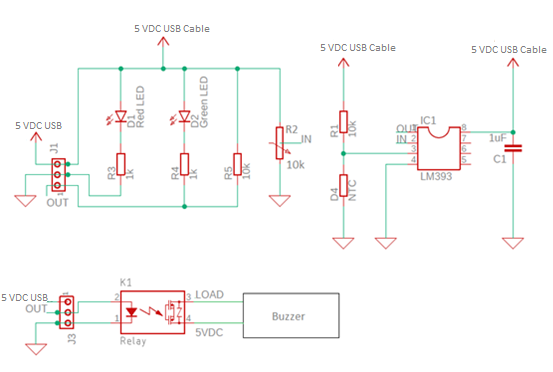 5 VDC USB Cable
5 VDC USB Cable
5 VDC USB Cable
D1
Red LED
D2
Green LED
5 VDC USB
J1
1
OUT
R3
1k
R4
1k
R5
10k
R2
IN
10k
R1
10k
D4
NTC
IC1
OUT
IN
1
2
3
4
8
7
6
5
LM393
1uF
C1
5 VDC USB
OUT
1
J3
K1
2
1
3
4
LOAD
5VDC
Relay
Buzzer